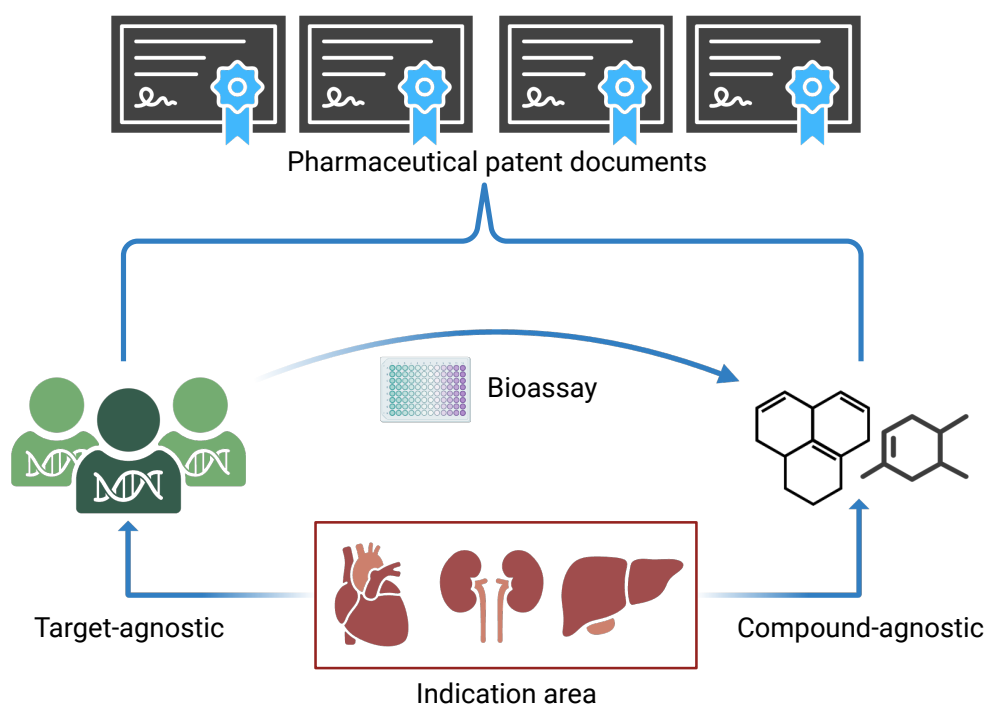 Pharmaceutical patent documents
Bioassay
Target-agnostic
Compound-agnostic
Indication area